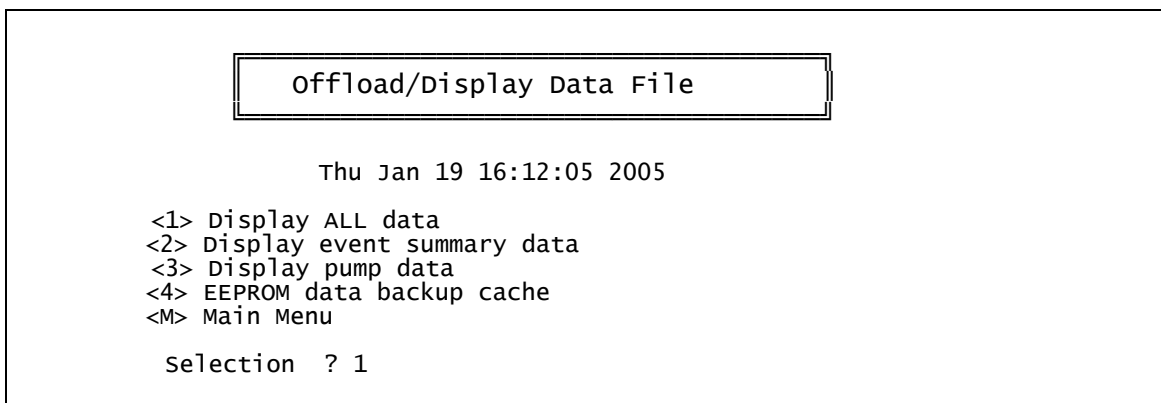 Offload/Display Data File
Thu Jan 19 16:12:05 2005
<1> Display ALL data
<2> Display event summary data
<3> Display pump data
<4> EEPROM data backup cache
<M> Main Menu
Selection ? 1